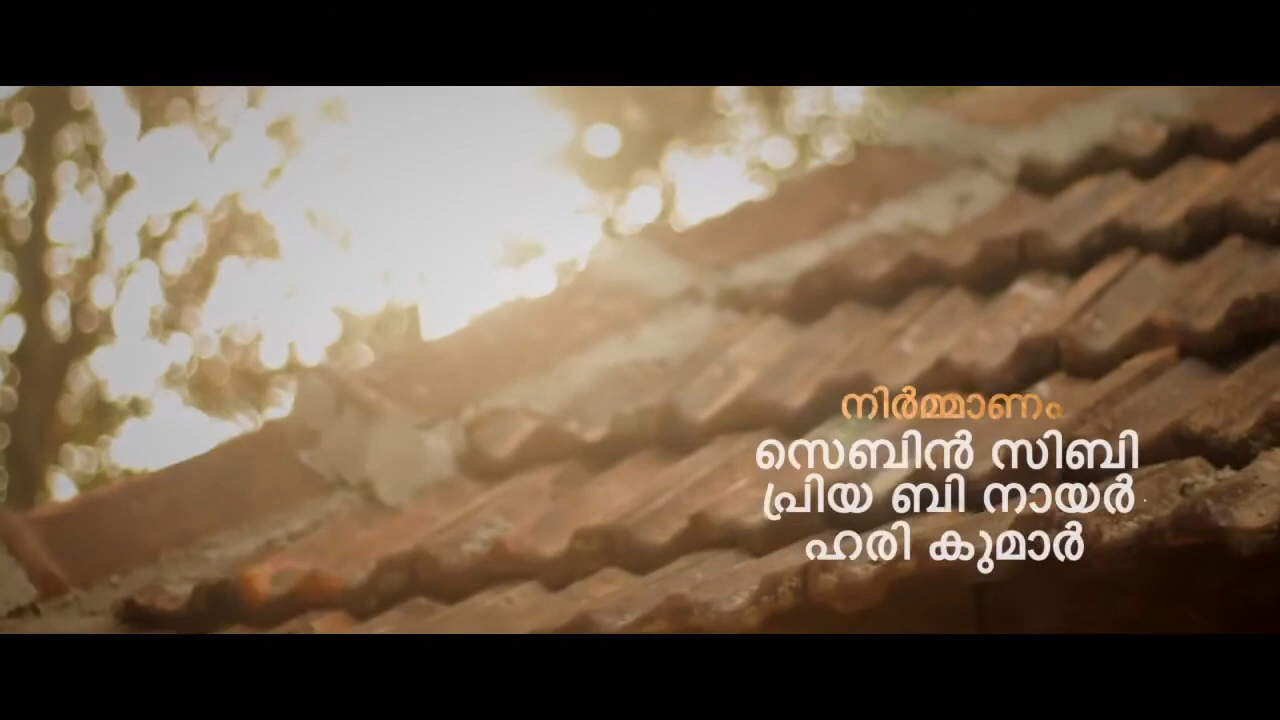 നിർമ്മാണം
സെബിൻ സിബി
പ്രിയ ബി നായർ
ഹരി കുമാർ